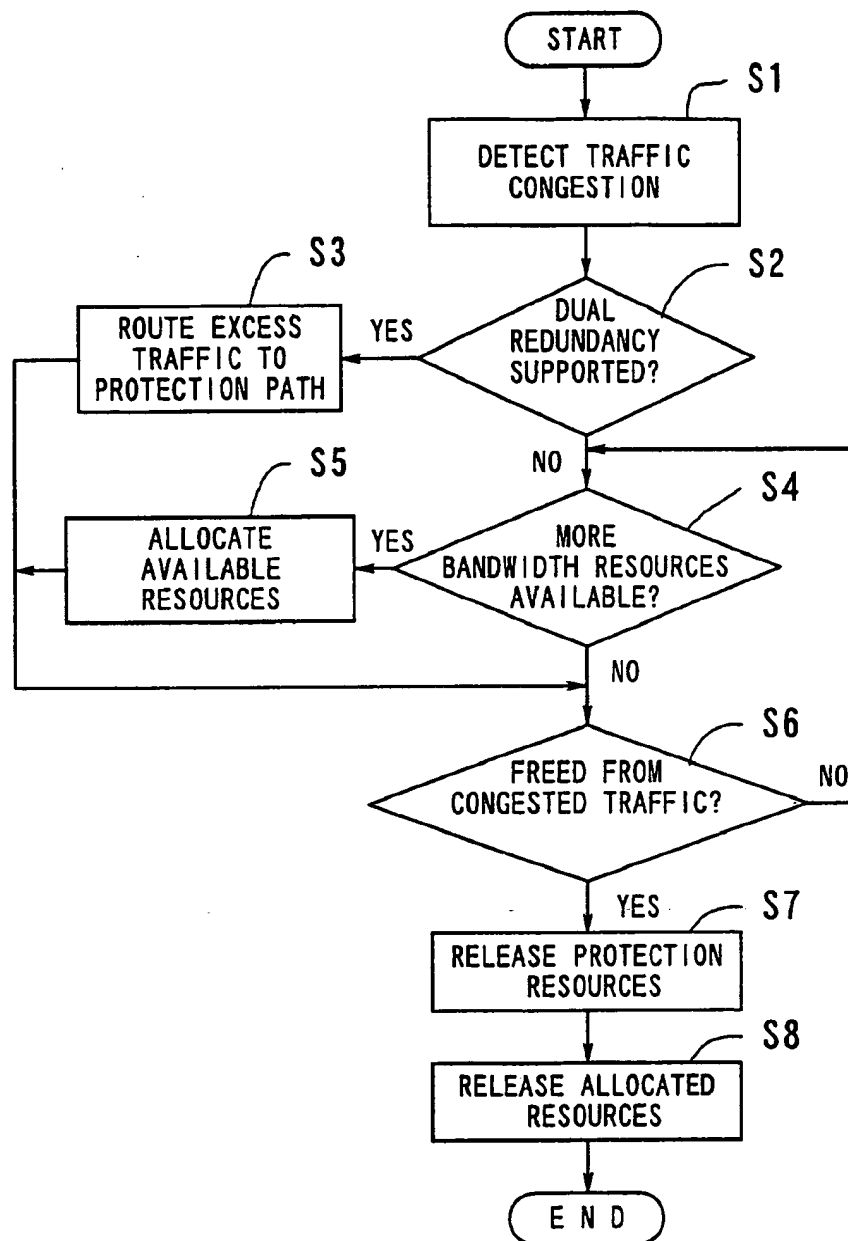 START
S1
DETECT TRAFFIC
CONGESTION
S3
S2
ROUTE EXCESS
TRAFFIC TO
PROTECTION PATH
YES
DUAL
REDUNDANCY
SUPPORTED?
NO
S5
S4
ALLOCATE
AVAILABLE
RESOURCES
YES
MORE
BANDWIDTH RESOURCES
AVAILABLE?
NO
S6
FREED FROM
CONGESTED TRAFFIC?
NO
YES
S7
RELEASE PROTECTION
RESOURCES
S8
RELEASE ALLOCATED
RESOURCES
END